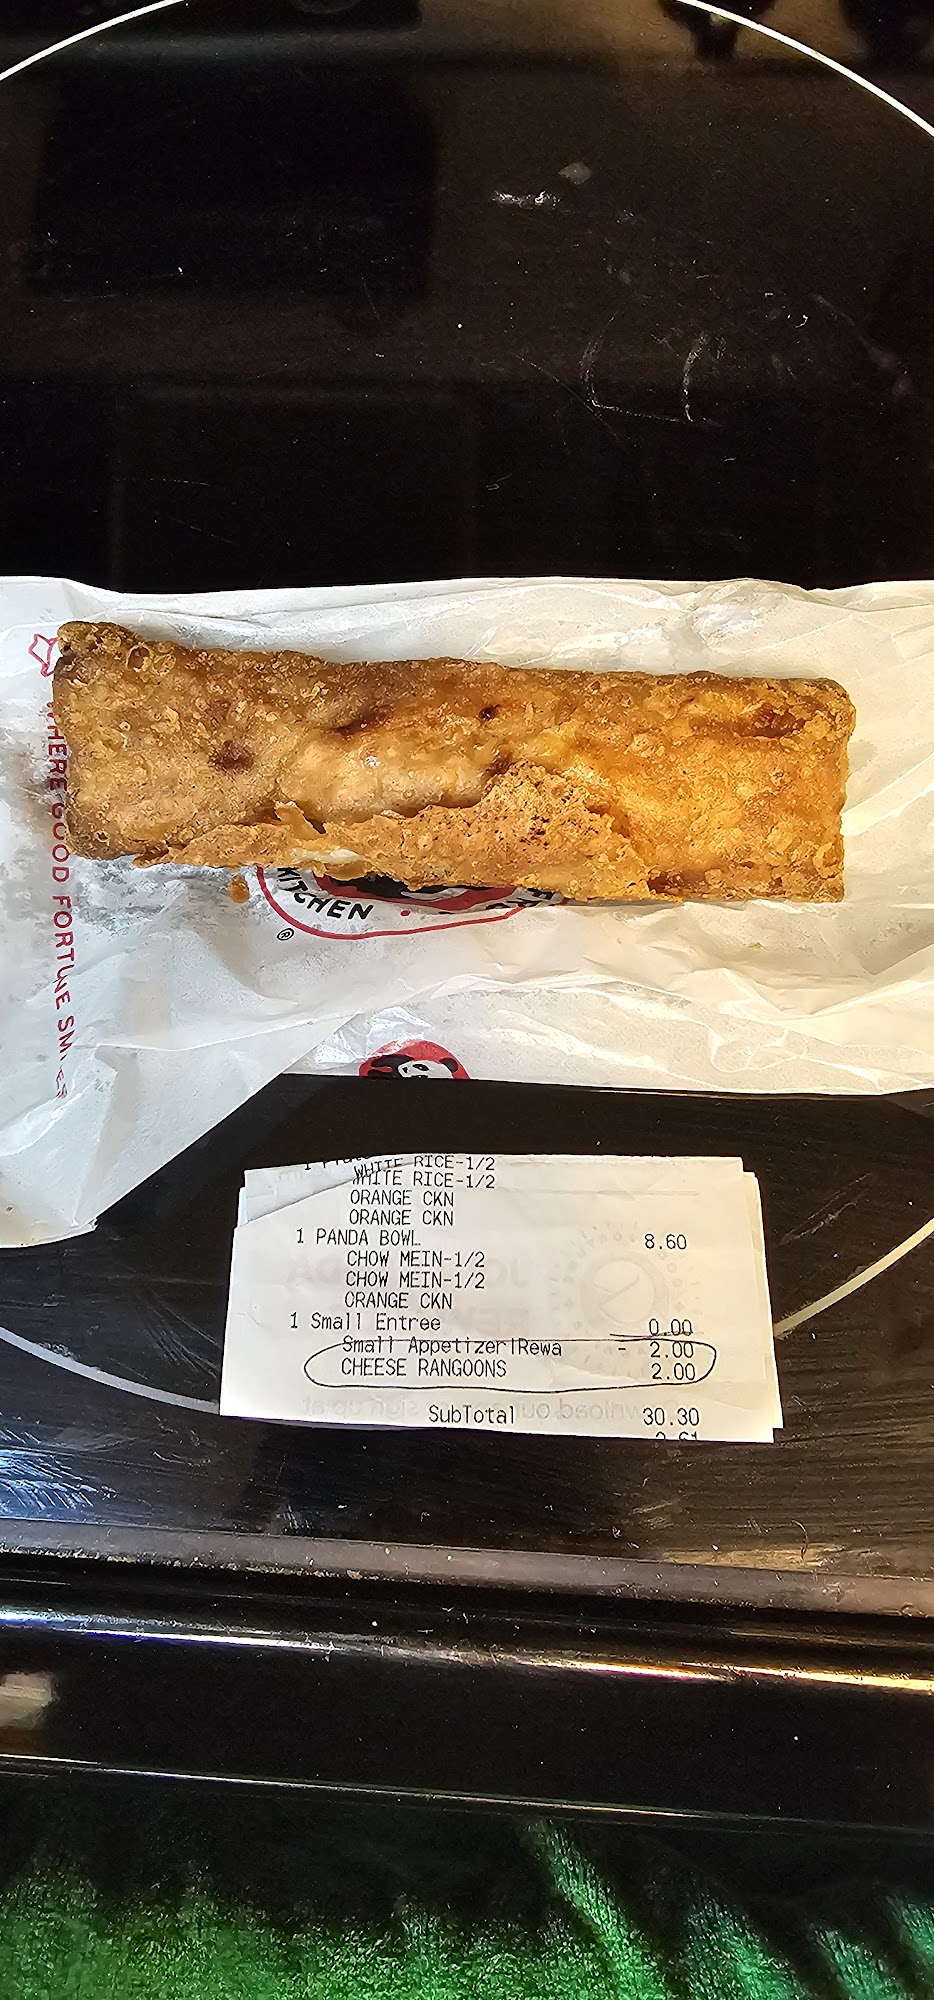 WHERE GOOD FORTUNE SMILES
KITCHEN
®
WHITE RICE-1/2
WHITE RICE-1/2
ORANGE CKN
ORANGE CKN
1 PANDA BOWL 8.60
CHOW MEIN-1/2
CHOW MEIN-1/2
ORANGE CKN
1 Small Entree 0.00
Small Appetizer|Rewa - 2.00
CHEESE RANGOONS 2.00
SubTotal 30.30